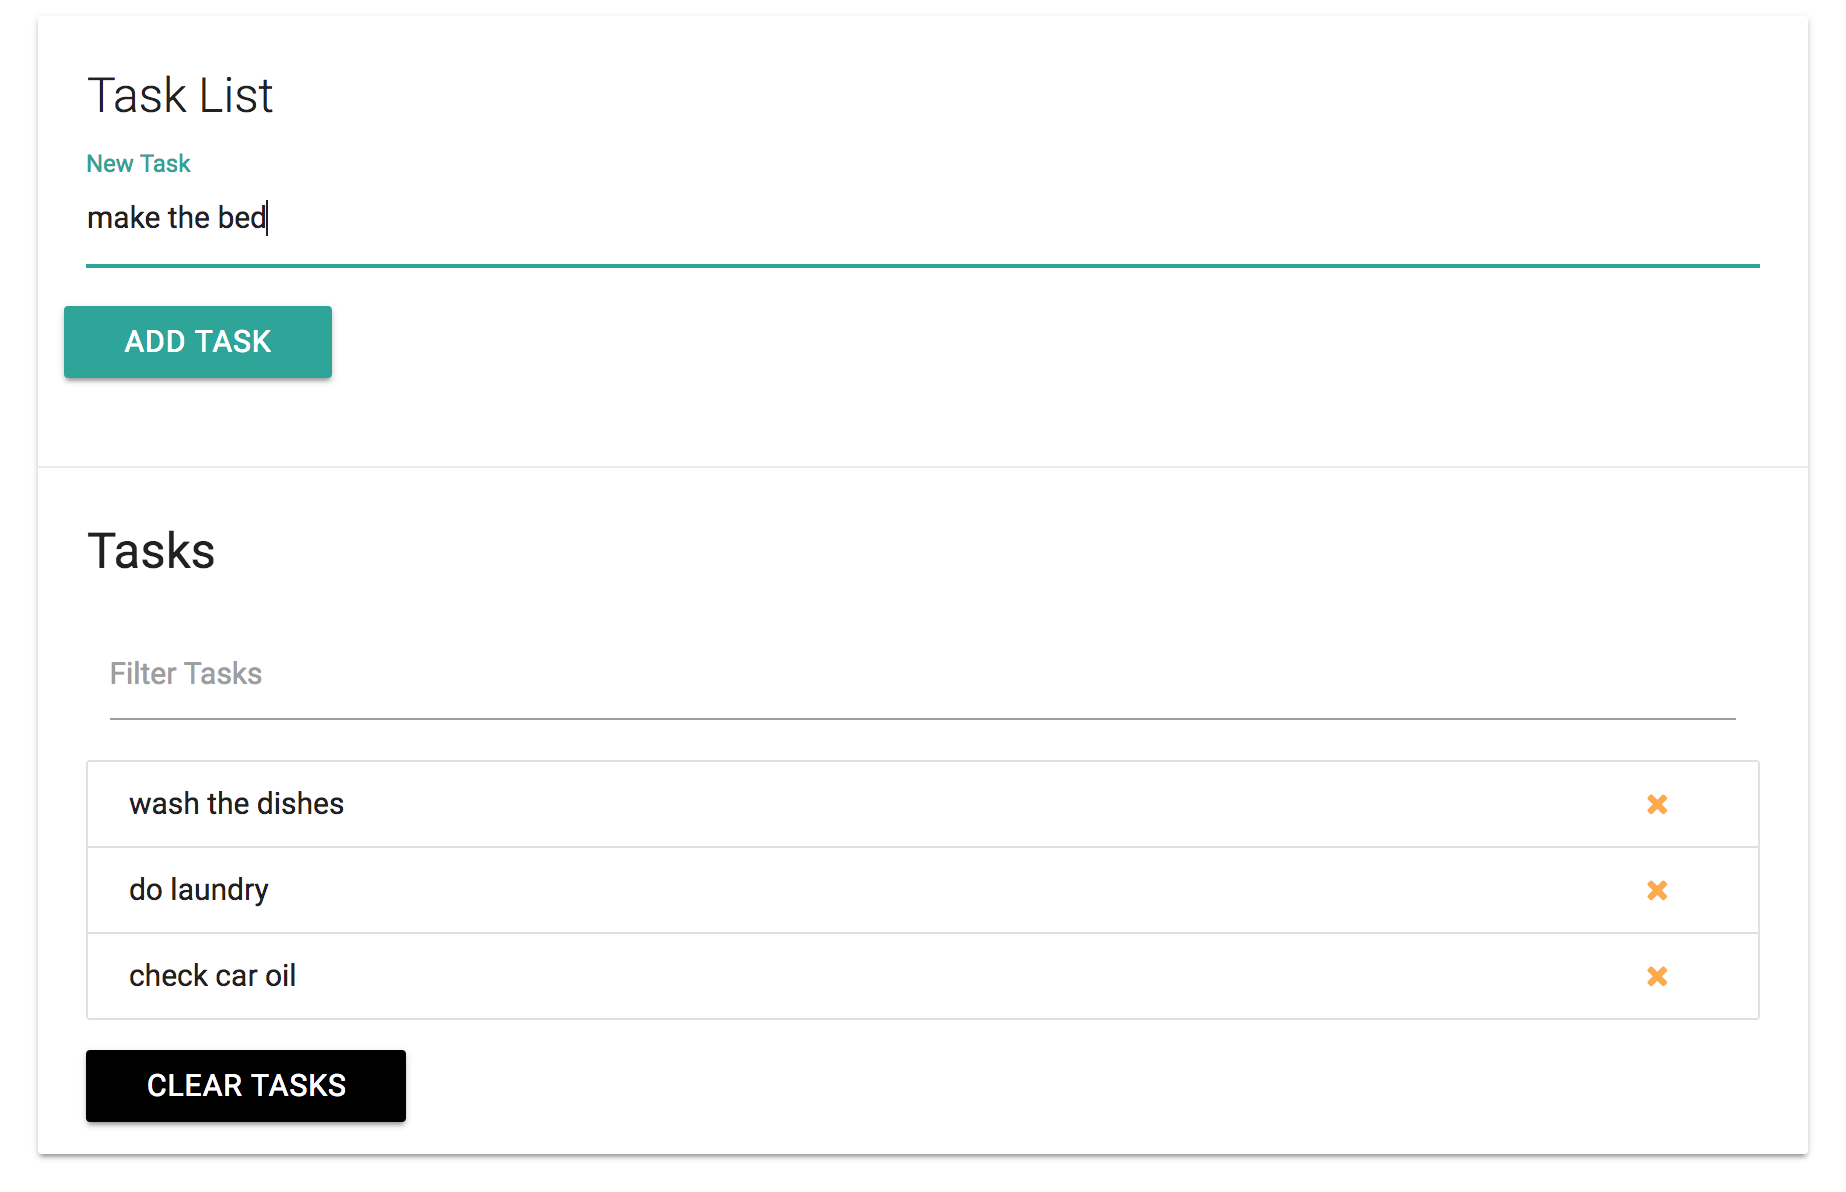 Task List
New Task
make the bed
ADD TASK
Tasks
Filter Tasks
wash the dishes
do laundry
check car oil
CLEAR TASKS